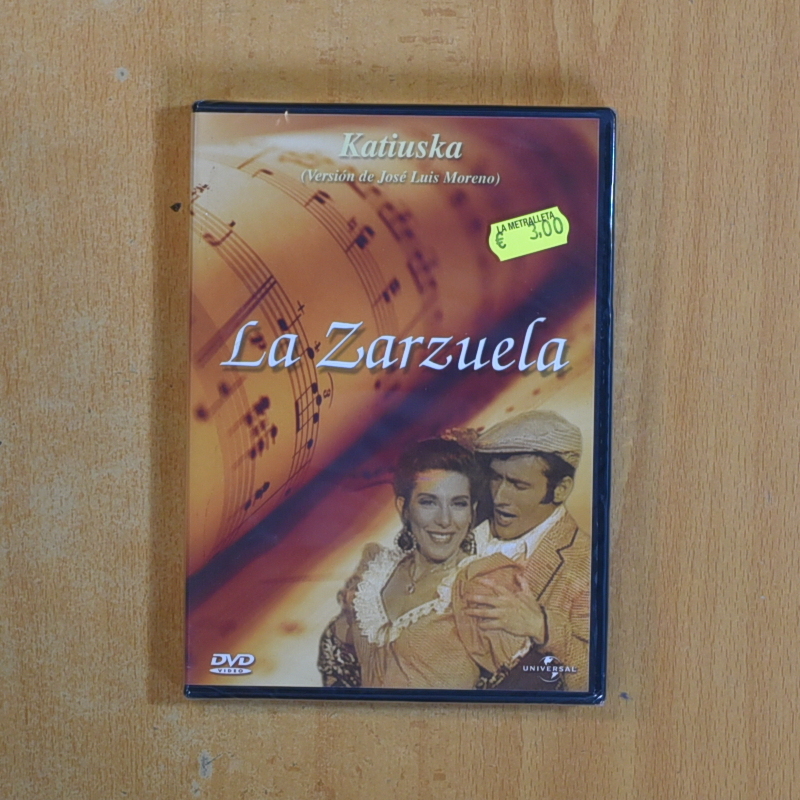 Katiuska
(Versión de José Luis Moreno)
LA METRALLETA
€ 3,00
La Zarzuela
DVD
VIDEO
UNIVERSAL